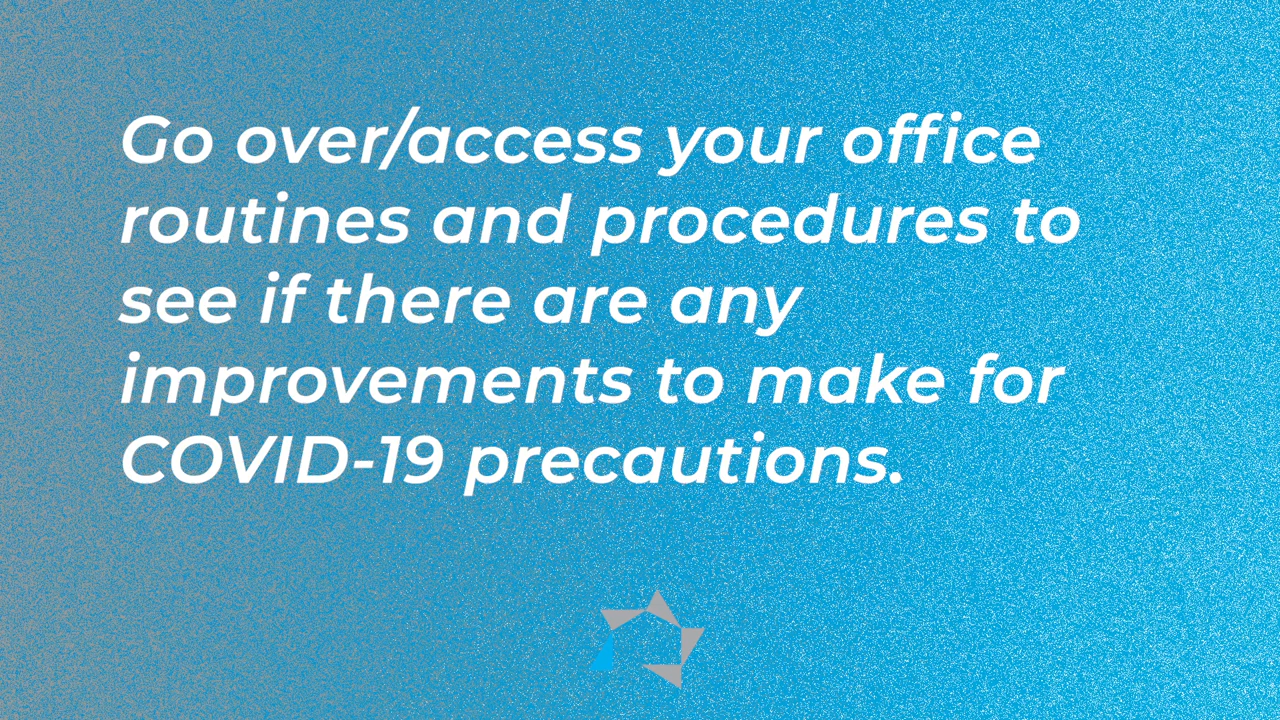 Go over/access your office
routines and procedures to
see if there are any
improvements to make for
COVID-19 precautions.